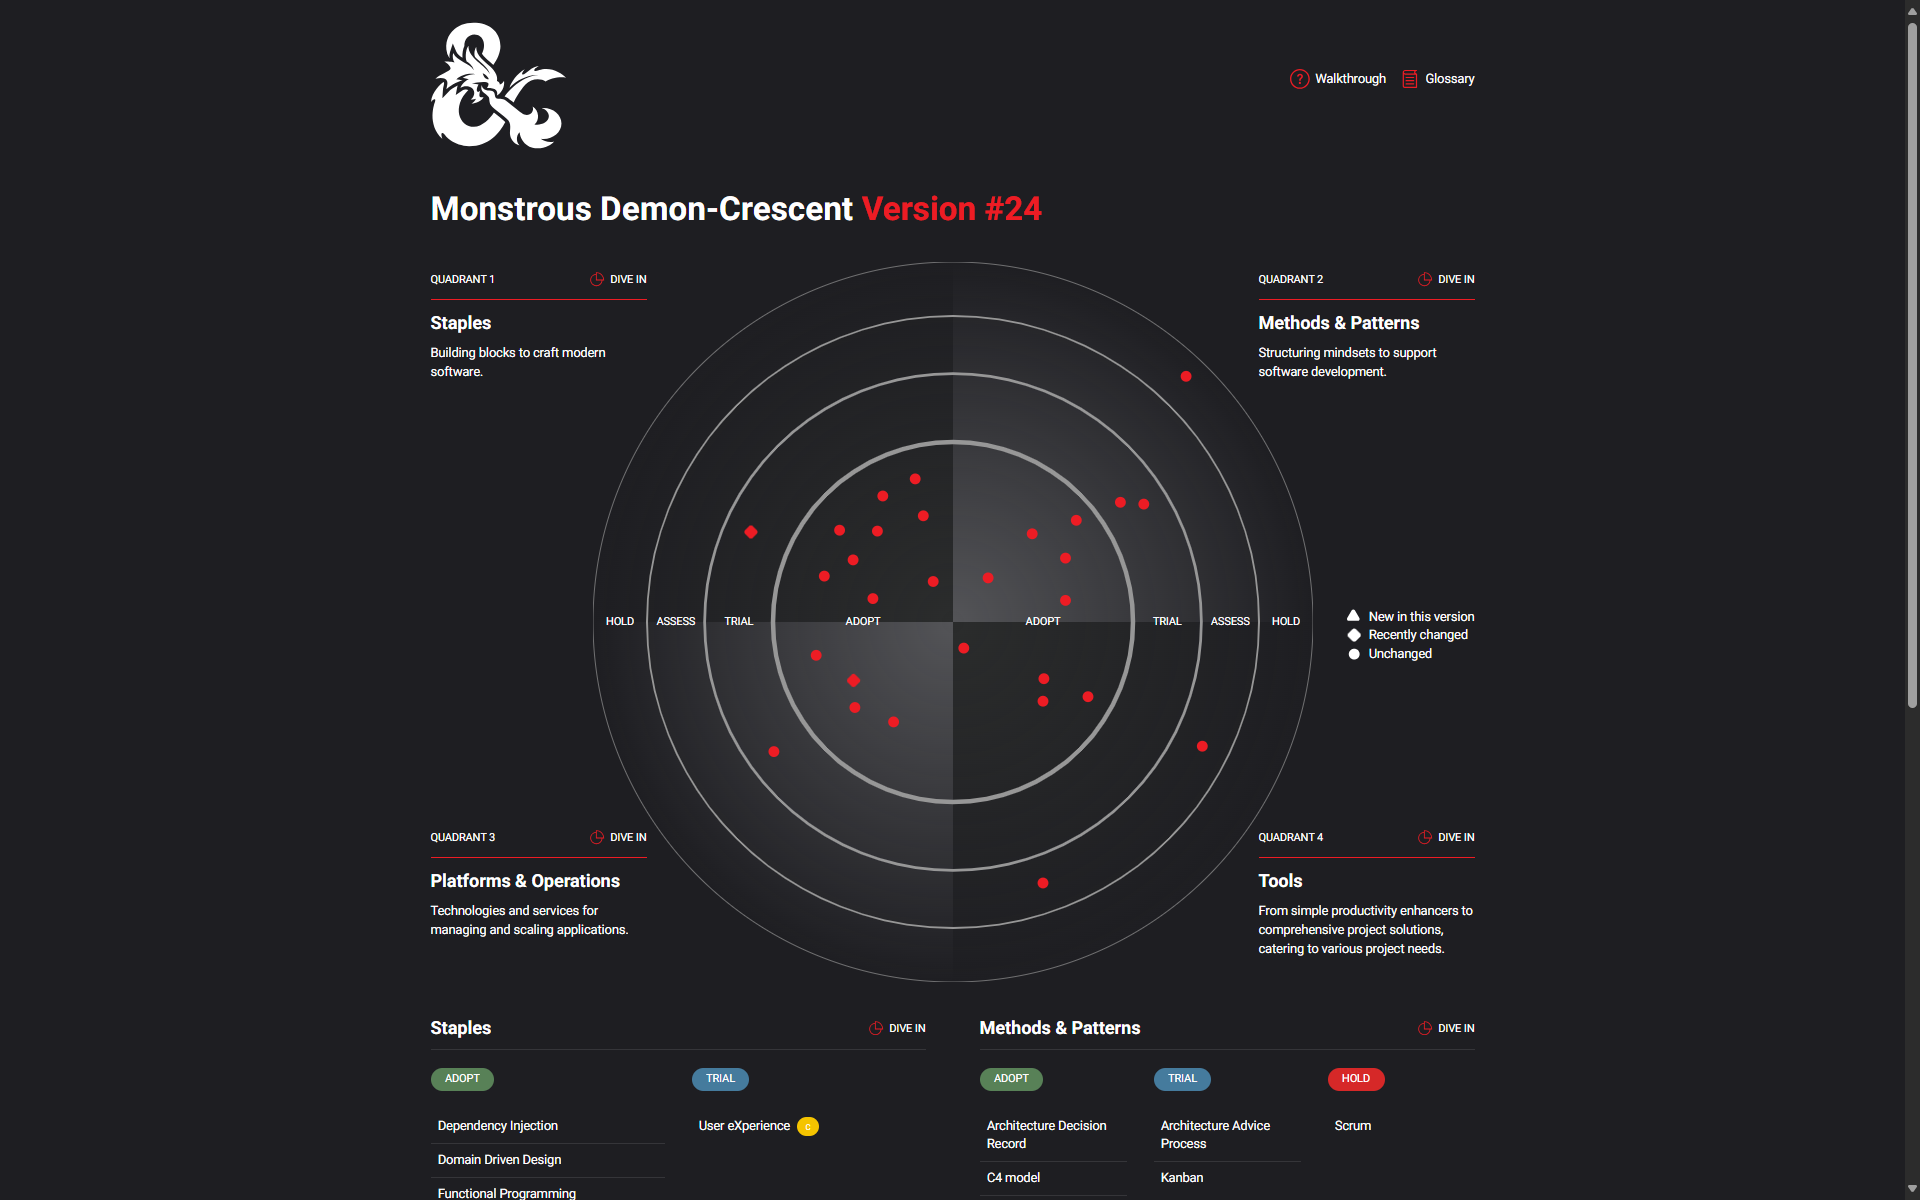 Walkthrough
Glossary
Monstrous Demon-Crescent Version #24
QUADRANT 1
DIVE IN
Staples
Building blocks to craft modern
software.
QUADRANT 2
DIVE IN
Methods & Patterns
Structuring mindsets to support
software development.
HOLD
ASSESS
TRIAL
ADOPT
ADOPT
TRIAL
ASSESS
HOLD
New in this version
Recently changed
Unchanged
QUADRANT 3
DIVE IN
Platforms & Operations
Technologies and services for
managing and scaling applications.
QUADRANT 4
DIVE IN
Tools
From simple productivity enhancers to
comprehensive project solutions,
catering to various project needs.
Staples
DIVE IN
ADOPT
Dependency Injection
Domain Driven Design
Functional Programming
TRIAL
User eXperience
c
Methods & Patterns
DIVE IN
ADOPT
Architecture Decision
Record
C4 model
TRIAL
Architecture Advice
Process
Kanban
HOLD
Scrum